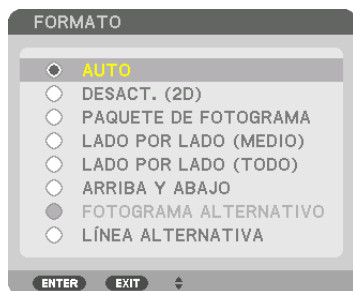 FORMATO
AUTO
DESACT. (2D)
PAQUETE DE FOTOGRAMA
LADO POR LADO (MEDIO)
LADO POR LADO (TODO)
ARRIBA Y ABAJO
FOTOGRAMA ALTERNATIVO
LÍNEA ALTERNATIVA
ENTER EXIT